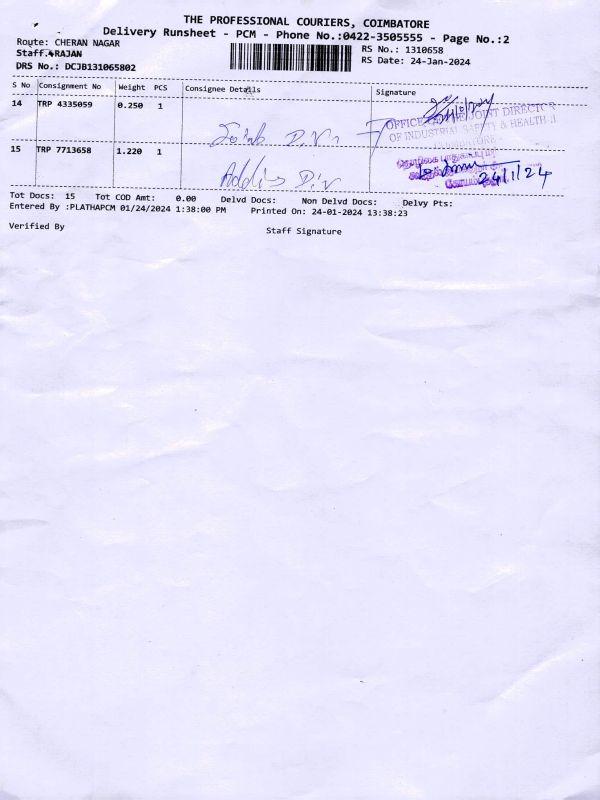 THE PROFESSIONAL COURIERS, COIMBATORE
Delivery Runsheet - PCM - Phone No.:0422-3505555 - Page No.:2
Route: CHERAN NAGAR
RS No.: 1310658
Staff.:RAJAN
RS Date: 24-Jan-2024
DRS No.: DCJB131065802
S No Consignment No Weight PCS Consignee Details Signature
14 TRP 4335059 0.250 1
OFFICE OF THE JOINT DIRECTOR
OF INDUSTRIAL SAFETY & HEALTH-II
COIMBATORE
15 TRP 7713658 1.220 1
24/1/24
Tot Docs: 15 Tot COD Amt: 0.00 Delvd Docs: Non Delvd Docs: Delvy Pts:
Entered By :PLATHAPCM 01/24/2024 1:38:00 PM Printed On: 24-01-2024 13:38:23
Verified By Staff Signature